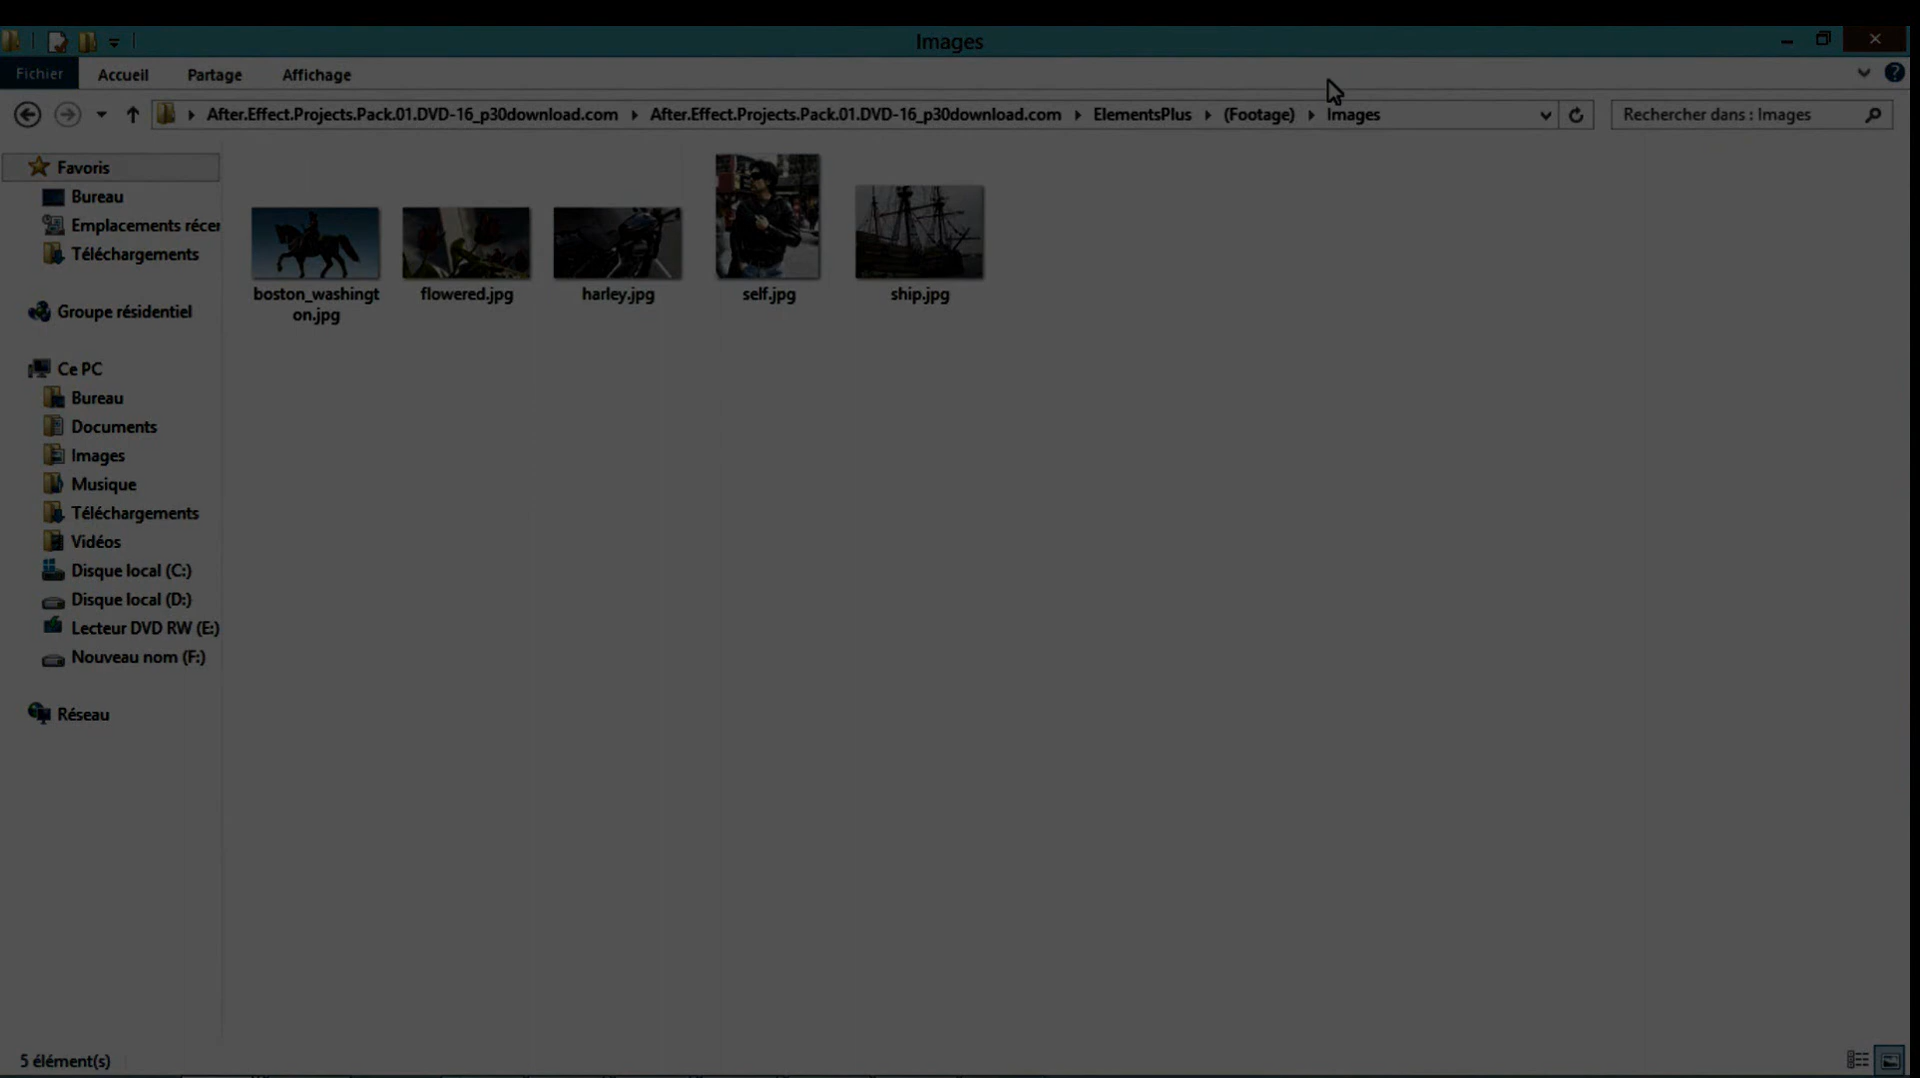 Images
Fichier
Accueil
Partage
Affichage
After.Effect.Projects.Pack.01.DVD-16_p30download.com
After.Effect.Projects.Pack.01.DVD-16_p30download.com
ElementsPlus
(Footage)
Images
Rechercher dans : Images
Favoris
Bureau
Emplacements récer
Téléchargements
Groupe résidentiel
Ce PC
Bureau
Documents
Images
Musique
Téléchargements
Vidéos
Disque local (C:)
Disque local (D:)
Lecteur DVD RW (E:)
Nouveau nom (F:)
Réseau
boston_washingt
on.jpg
flowered.jpg
harley.jpg
self.jpg
ship.jpg
5 élément(s)